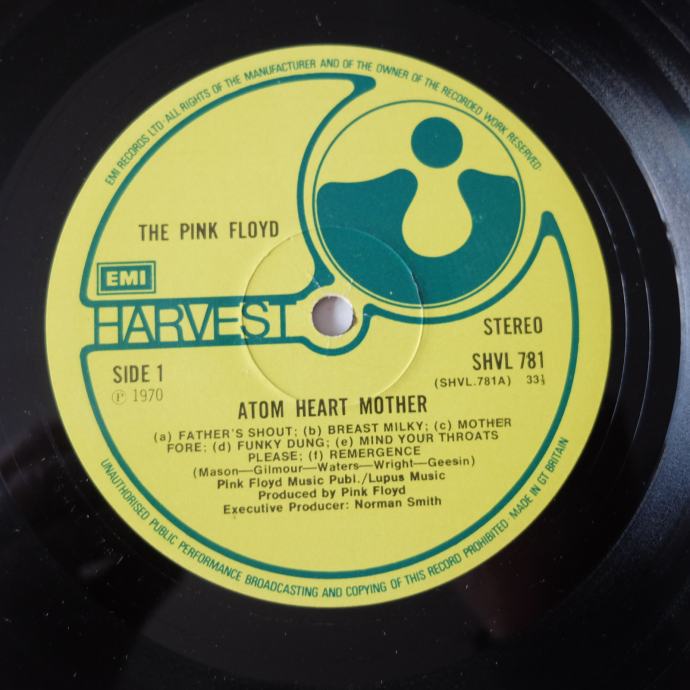 EMI RECORDS LTD·ALL RIGHTS OF THE MANUFACTURER AND OF THE OWNER OF THE RECORDED WORK RESERVED·
THE PINK FLOYD
EMI
HARVEST
STEREO
SIDE 1
SHVL 781
℗ 1970
(SHVL.781A) 33⅓
ATOM HEART MOTHER
(a) FATHER'S SHOUT; (b) BREAST MILKY; (c) MOTHER
FORE; (d) FUNKY DUNG; (e) MIND YOUR THROATS
PLEASE; (f) REMERGENCE
(Mason—Gilmour—Waters—Wright—Geesin)
Pink Floyd Music Publ./Lupus Music
Produced by Pink Floyd
Executive Producer: Norman Smith
UNAUTHORISED PUBLIC PERFORMANCE BROADCASTING AND COPYING OF THIS RECORD PROHIBITED MADE IN GT BRITAIN